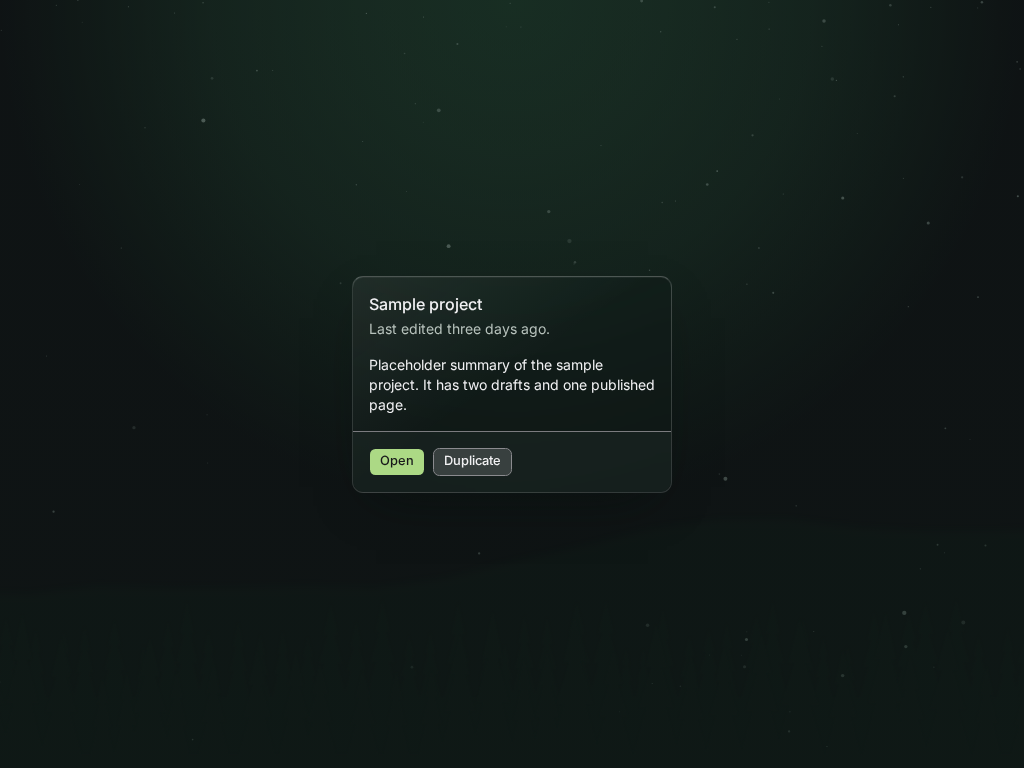 Sample project
Last edited three days ago.
Placeholder summary of the sample
project. It has two drafts and one published
page.
Open
Duplicate